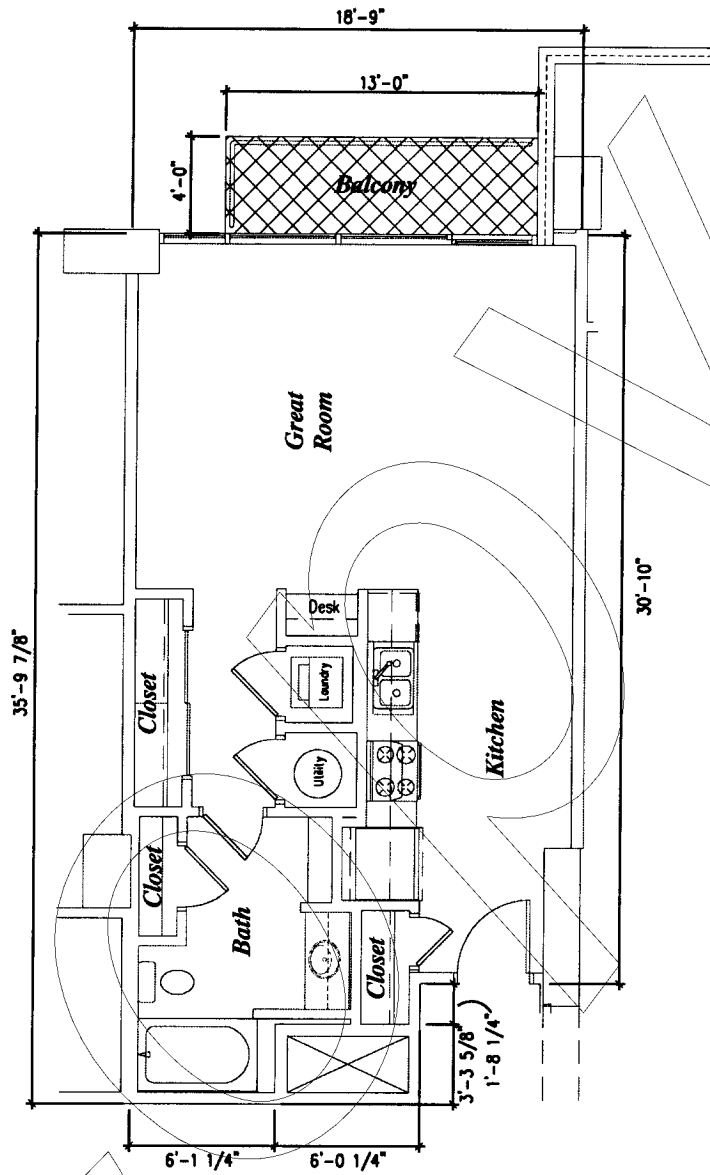 18'-9"
13'-0"
4'-0"
Balcony
Great
Room
35'-9 7/8"
30'-10"
Desk
Laundry
Closet
Kitchen
Utility
Closet
Bath
Closet
3'-3 5/8"
1'-8 1/4"
6'-1 1/4"
6'-0 1/4"